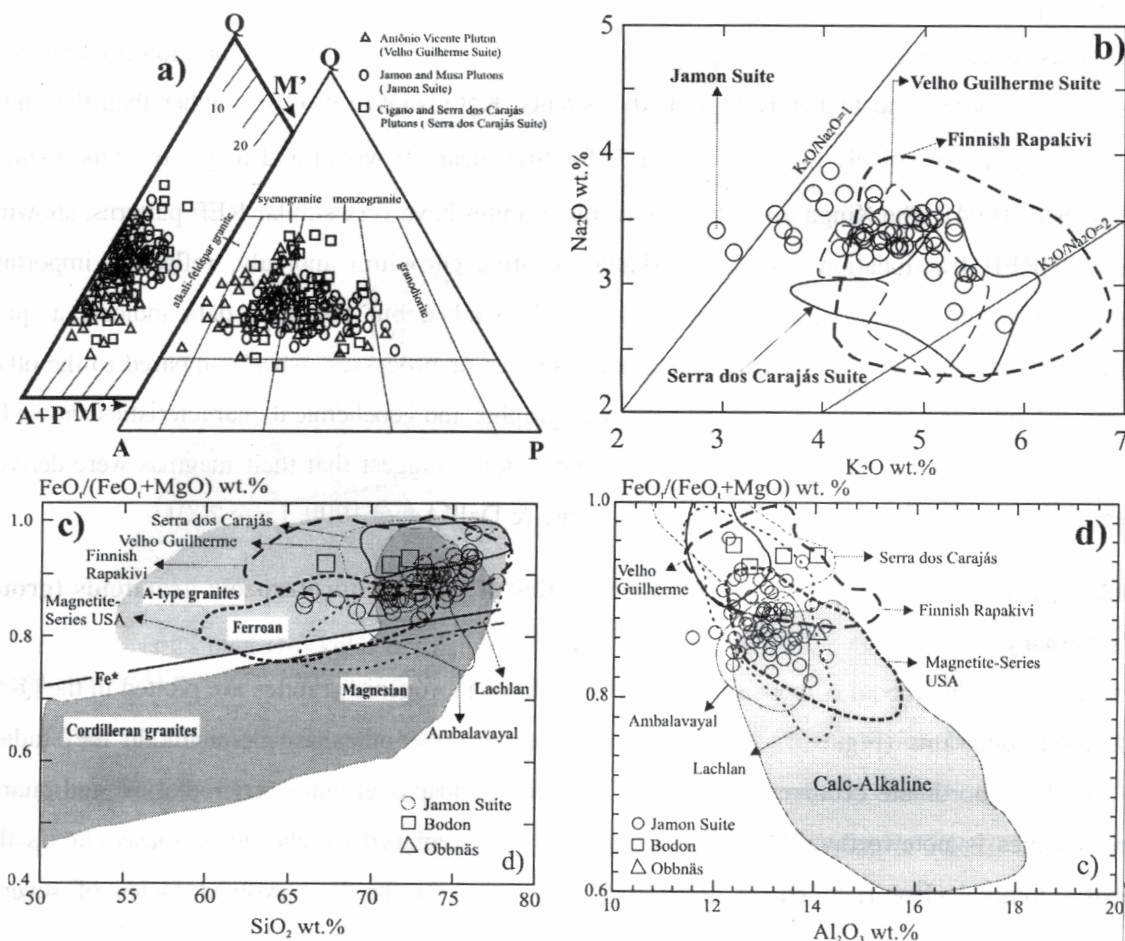 a)
Q
M'
10
20
A+P
M'
Q
A
P
syenogranite
monzogranite
alkali-feldspar granite
granodiorite
Antônio Vicente Pluton
(Velho Guilherme Suite)
Jamon and Musa Plutons
( Jamon Suite)
Cigano and Serra dos Carajás
Plutons ( Serra dos Carajás Suite)
b)
Na2O wt.%
5
4
3
2
2
3
4
5
6
7
K2O wt.%
Jamon Suite
Velho Guilherme Suite
Finnish Rapakivi
Serra dos Carajás Suite
K2O/Na2O=1
K2O/Na2O=2
FeOt/(FeOt+MgO) wt.%
c)
1.0
0.8
0.6
0.4
50
55
60
65
70
75
80
SiO2 wt.%
Serra dos Carajás
Velho Guilherme
Finnish
Rapakivi
A-type granites
Magnetite-
Series USA
Ferroan
Fe*
Magnesian
Lachlan
Cordilleran granites
Ambalavayal
Jamon Suite
Bodon
Obbnäs
d)
FeOt/(FeOt+MgO) wt. %
d)
1.0
0.8
0.6
10
12
14
16
18
20
Al2O3 wt.%
Velho
Guilherme
Serra dos Carajás
Finnish Rapakivi
Magnetite-Series
USA
Ambalavayal
Lachlan
Calc-Alkaline
Jamon Suite
Bodon
Obbnäs
c)